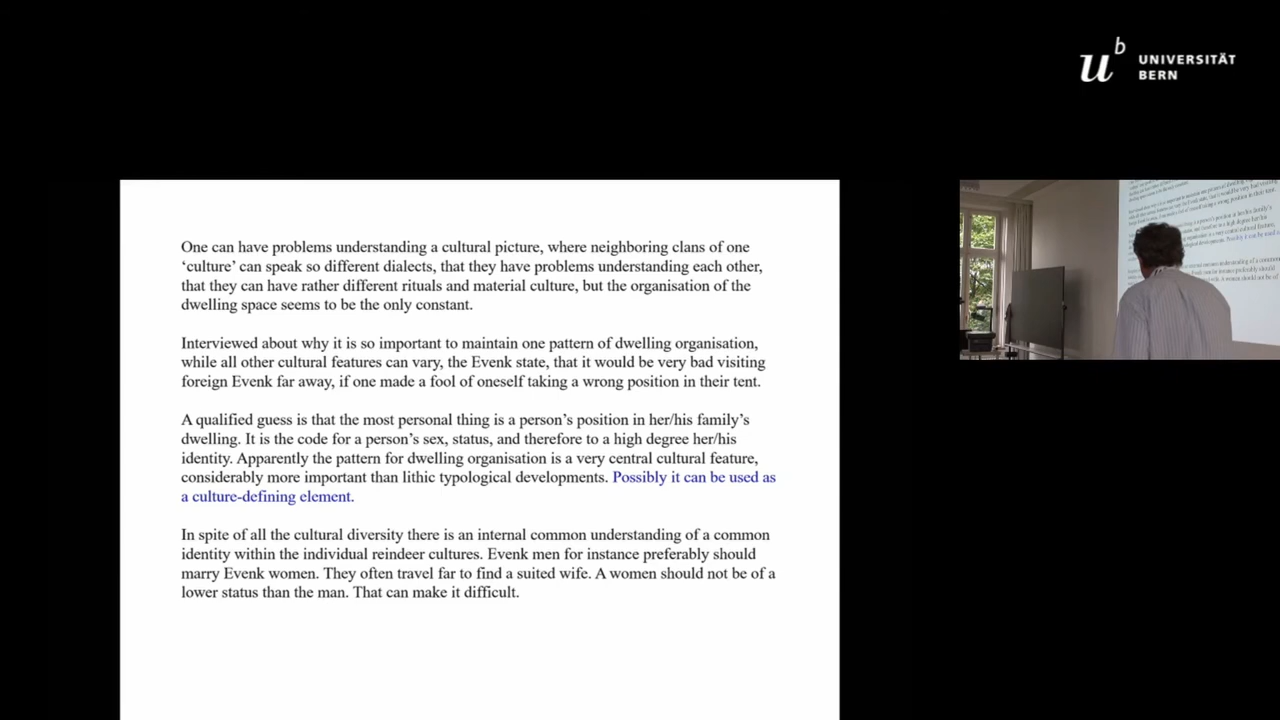 u^b
UNIVERSITÄT
BERN
One can have problems understanding a cultural picture, where neighboring clans of one
‘culture’ can speak so different dialects, that they have problems understanding each other,
that they can have rather different rituals and material culture, but the organisation of the
dwelling space seems to be the only constant.
Interviewed about why it is so important to maintain one pattern of dwelling organisation,
while all other cultural features can vary, the Evenk state, that it would be very bad visiting
foreign Evenk far away, if one made a fool of oneself taking a wrong position in their tent.
A qualified guess is that the most personal thing is a person’s position in her/his family’s
dwelling. It is the code for a person’s sex, status, and therefore to a high degree her/his
identity. Apparently the pattern for dwelling organisation is a very central cultural feature,
considerably more important than lithic typological developments. Possibly it can be used as
a culture-defining element.
In spite of all the cultural diversity there is an internal common understanding of a common
identity within the individual reindeer cultures. Evenk men for instance preferably should
marry Evenk women. They often travel far to find a suited wife. A women should not be of a
lower status than the man. That can make it difficult.